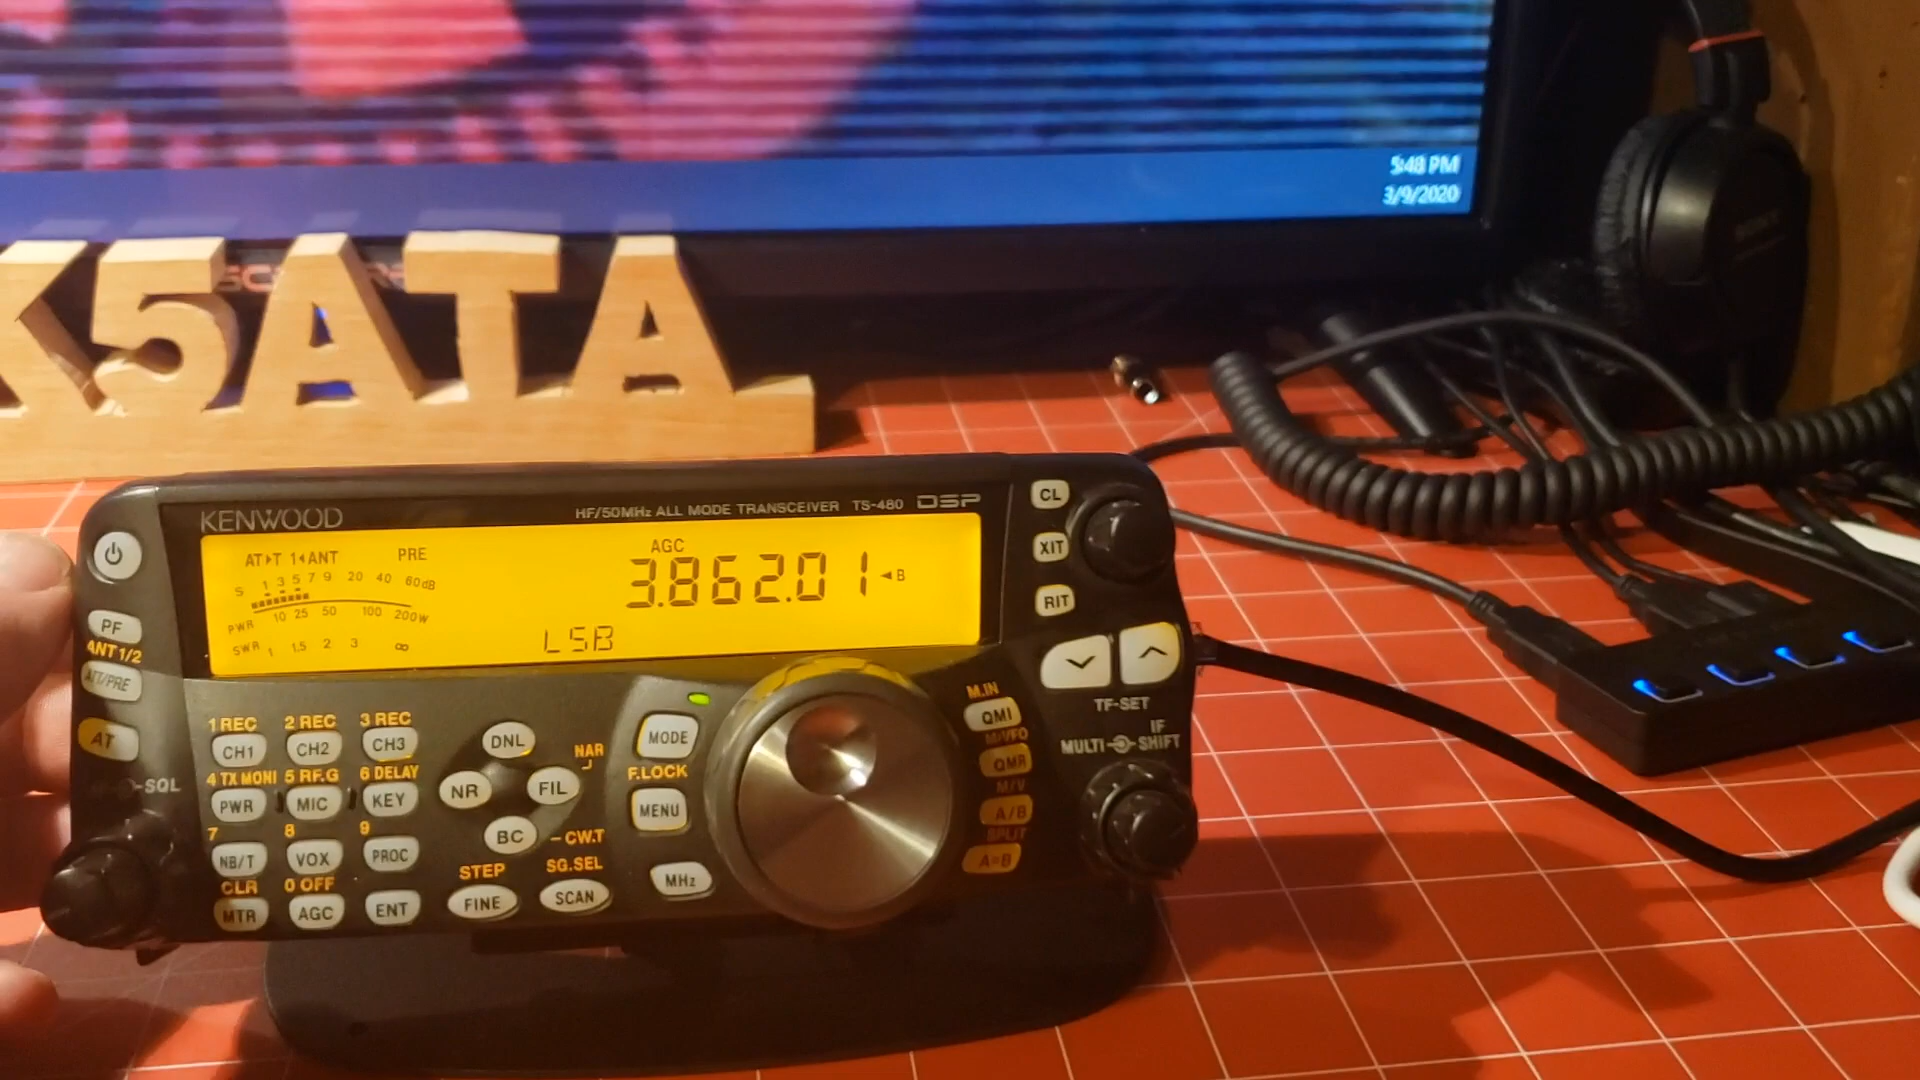 5:48 PM
3/9/2020
K5ATA
KENWOOD
HF/50MHz ALL MODE TRANSCEIVER TS-480 DSP
AT▸T 1◂ANT PRE AGC
S 1 3 5 7 9 20 40 60dB
3.862.01 ◂B
PWR 10 25 50 100 200W
SWR 1 1.5 2 3 ∞
LSB
CL
XIT
RIT
PF
ANT 1/2
ATT/PRE
AT
SQL
1 REC 2 REC 3 REC
CH1 CH2 CH3
4 TX MONI 5 RF.G 6 DELAY
PWR MIC KEY
7 8 9
NB/T VOX PROC
CLR 0 OFF
MTR AGC ENT
DNL
NAR
NR FIL
BC
- CW.T
STEP SG.SEL
FINE SCAN
MODE
F.LOCK
MENU
MHz
M.IN
QMI
M▸VFO
QMR
M/V
A/B
SPLIT
A=B
TF-SET
MULTI IF SHIFT